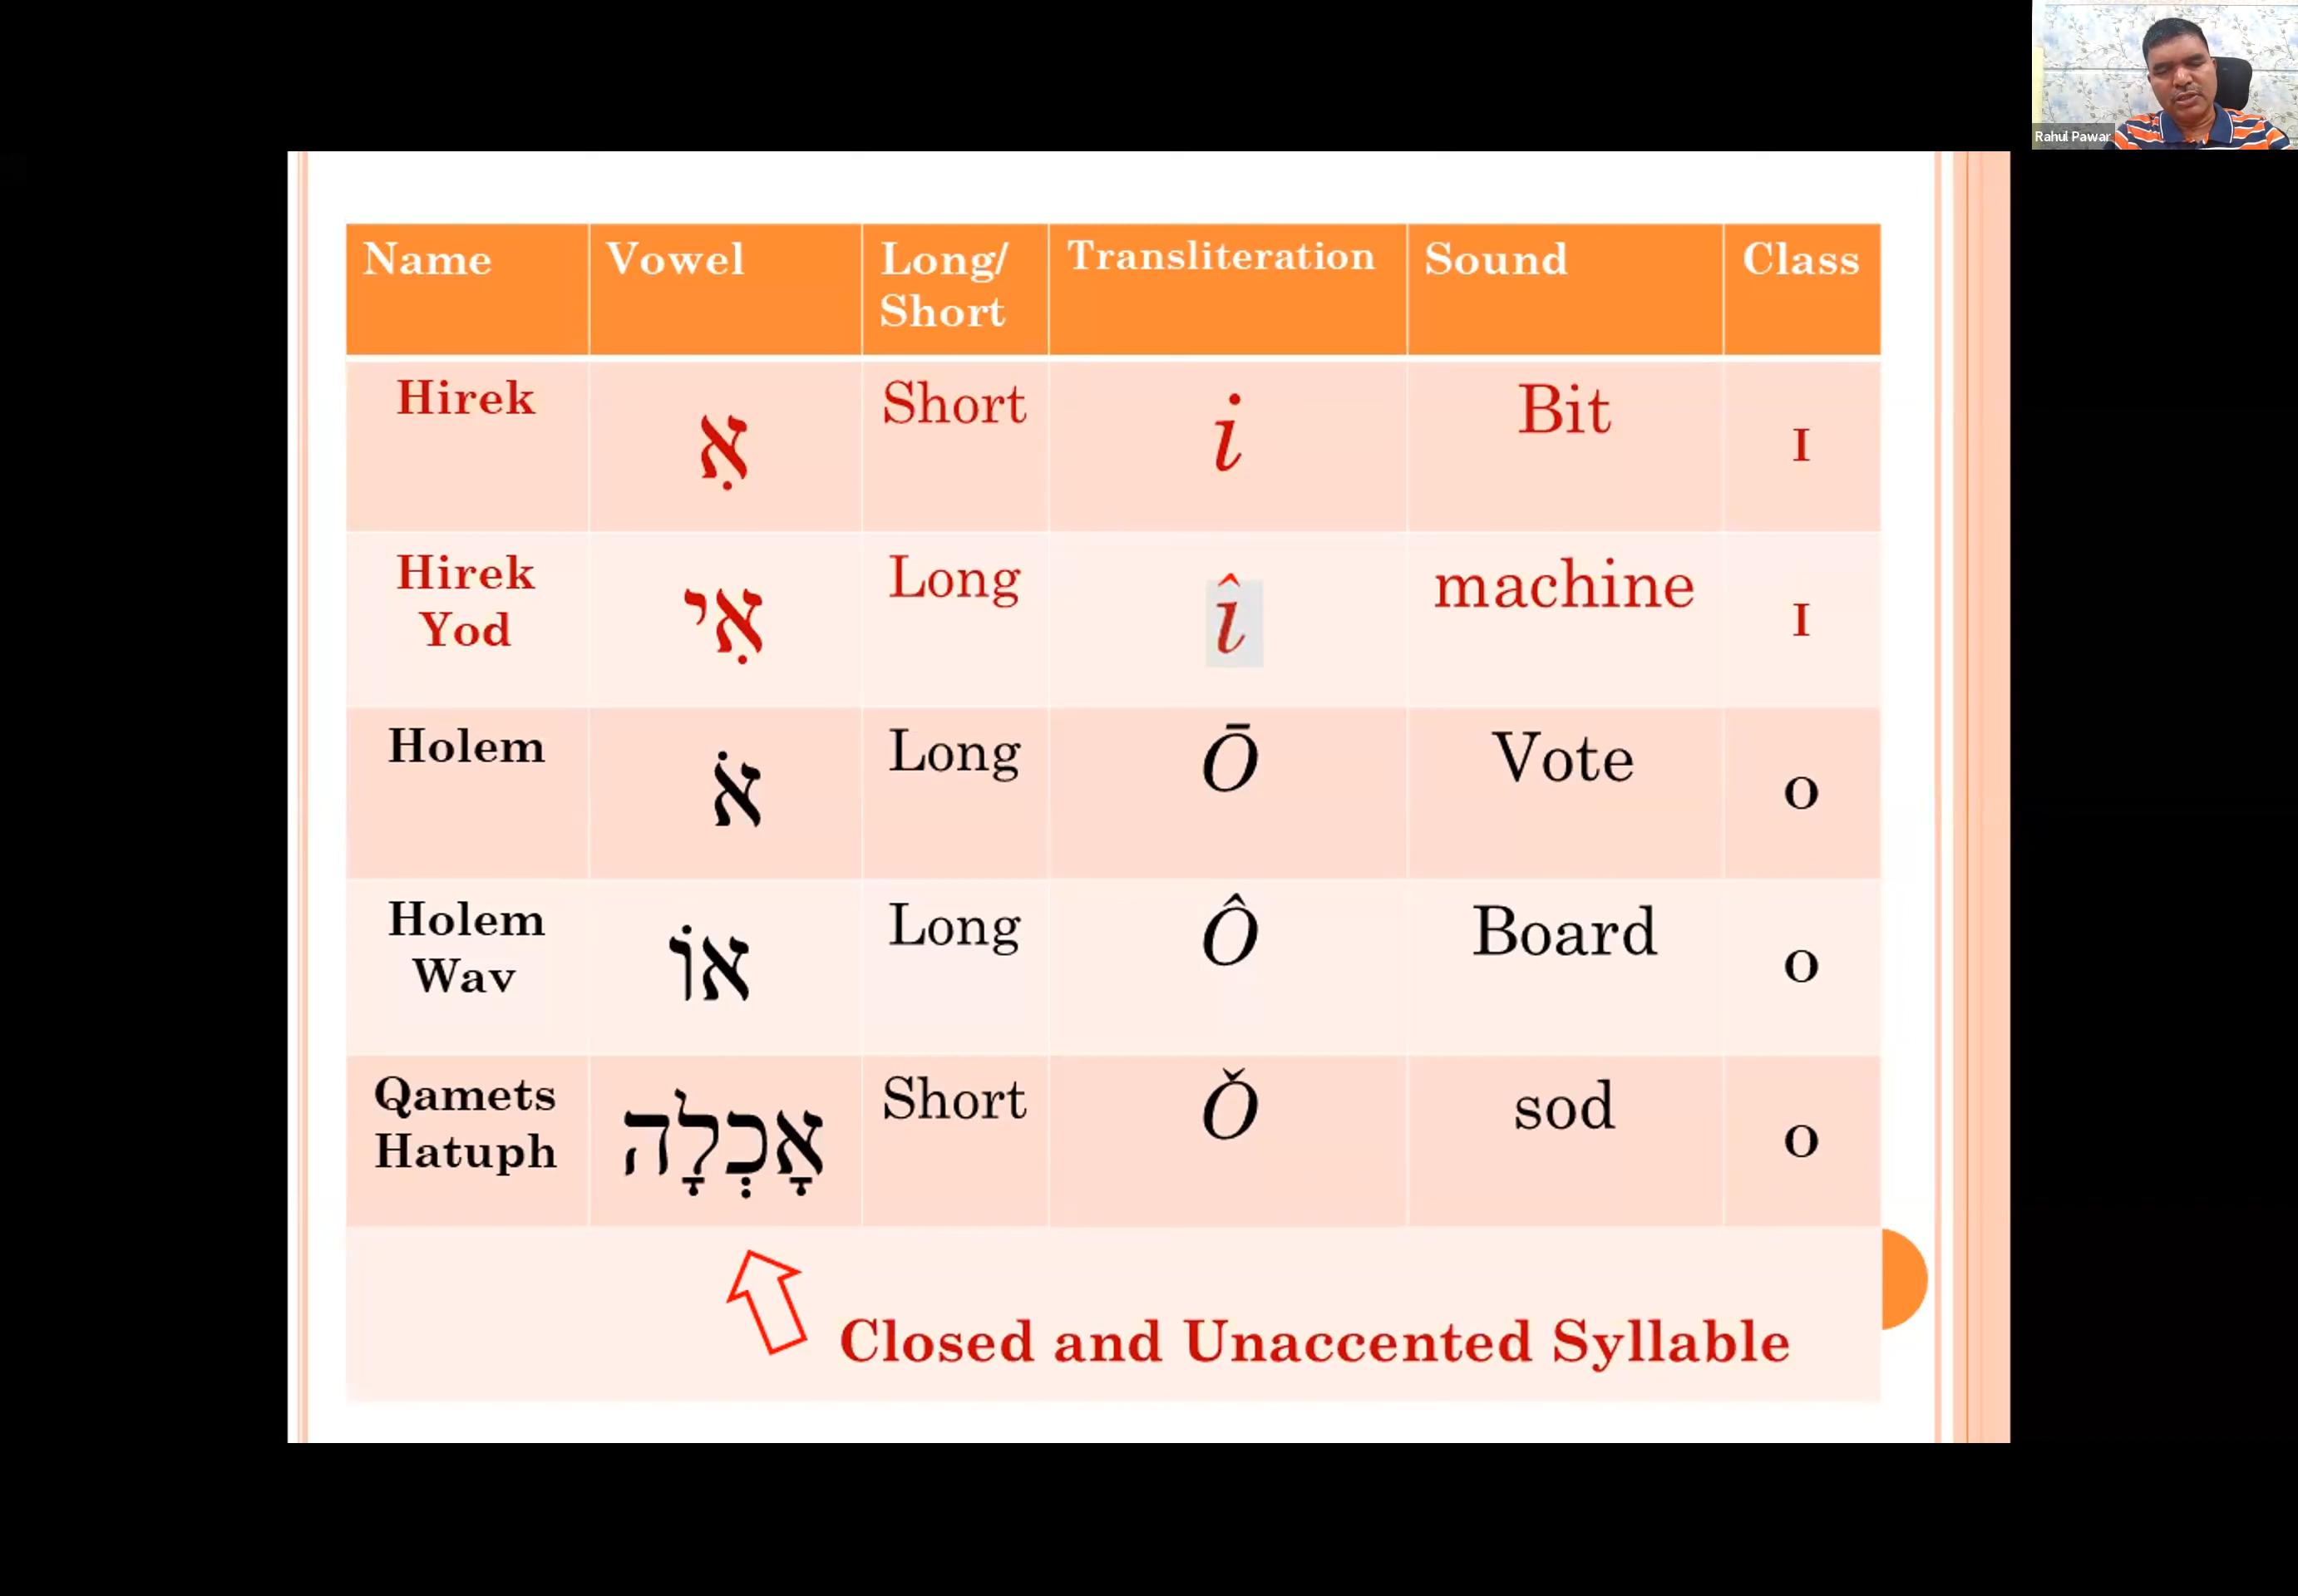 Rahul Pawar
Name Vowel Long/ Transliteration Sound Class
Short
Hirek אִ Short i Bit I
Hirek אִי Long î machine I
Yod
Holem אֹ Long Ō Vote O
Holem אוֹ Long Ô Board O
Wav
Qamets אָכְלָה Short Ǒ sod O
Hatuph
Closed and Unaccented Syllable